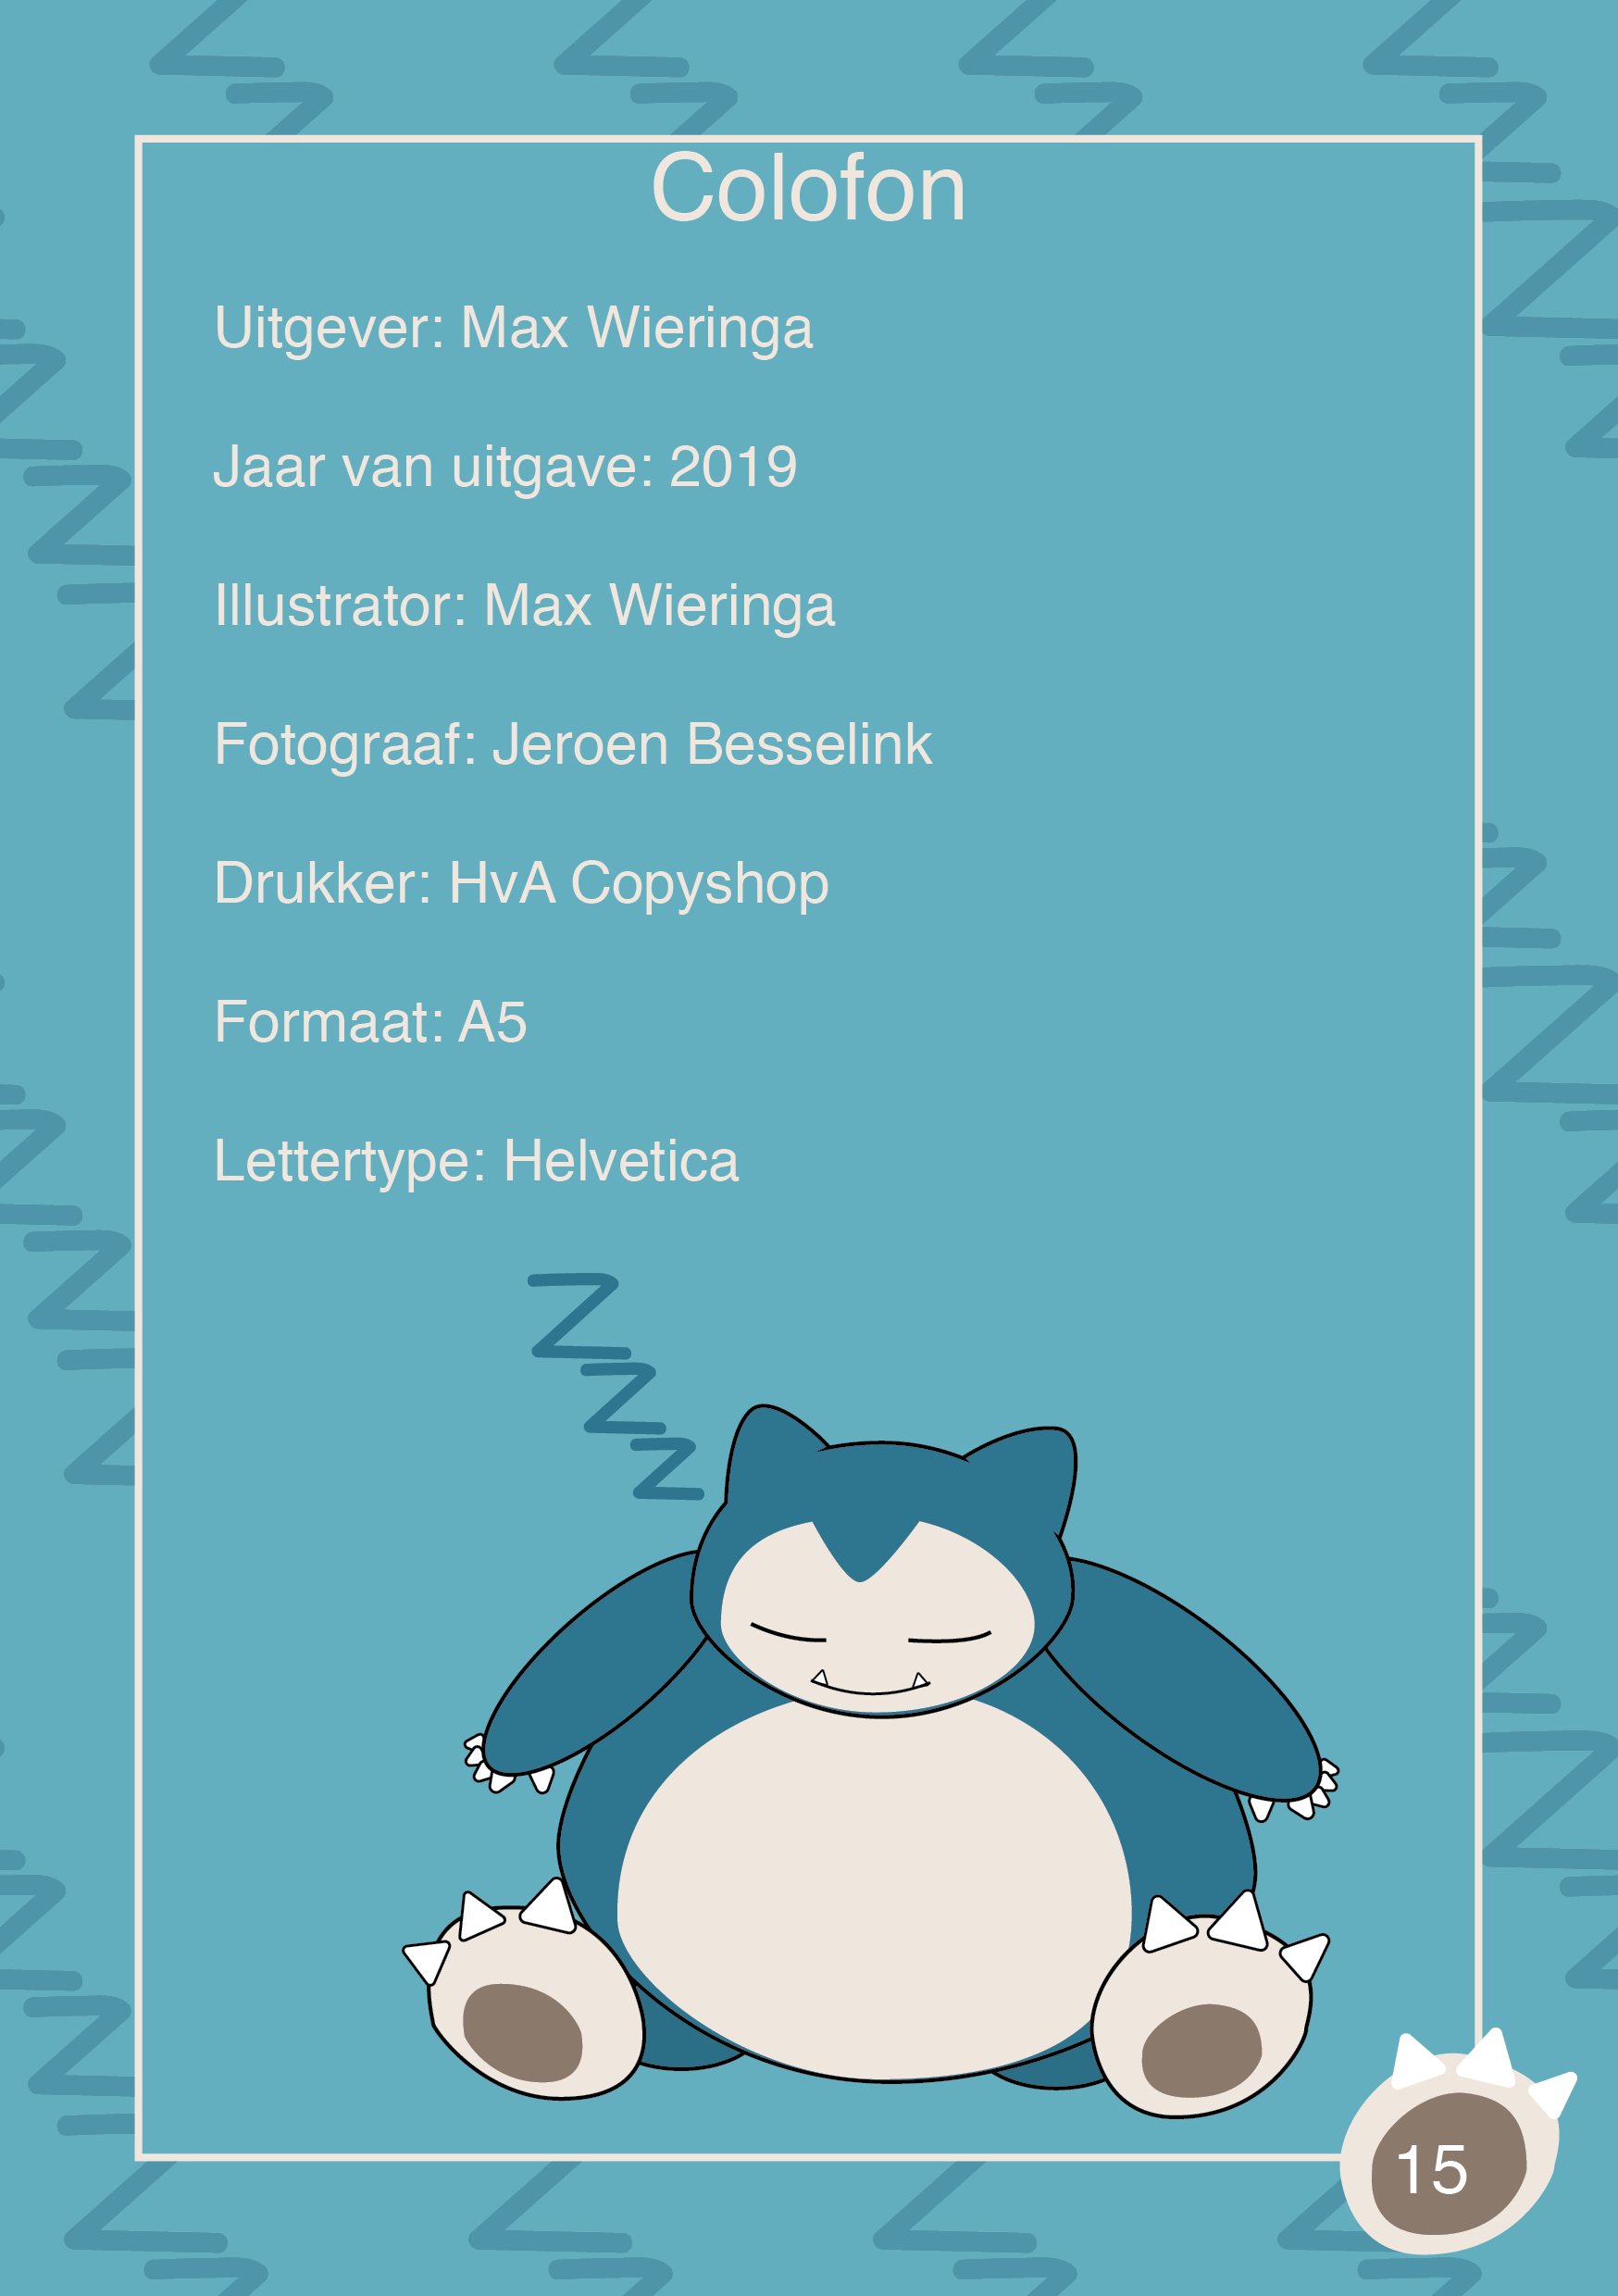 Colofon
Uitgever: Max Wieringa
Jaar van uitgave: 2019
Illustrator: Max Wieringa
Fotograaf: Jeroen Besselink
Drukker: HvA Copyshop
Formaat: A5
Lettertype: Helvetica
Z
Z
Z
15